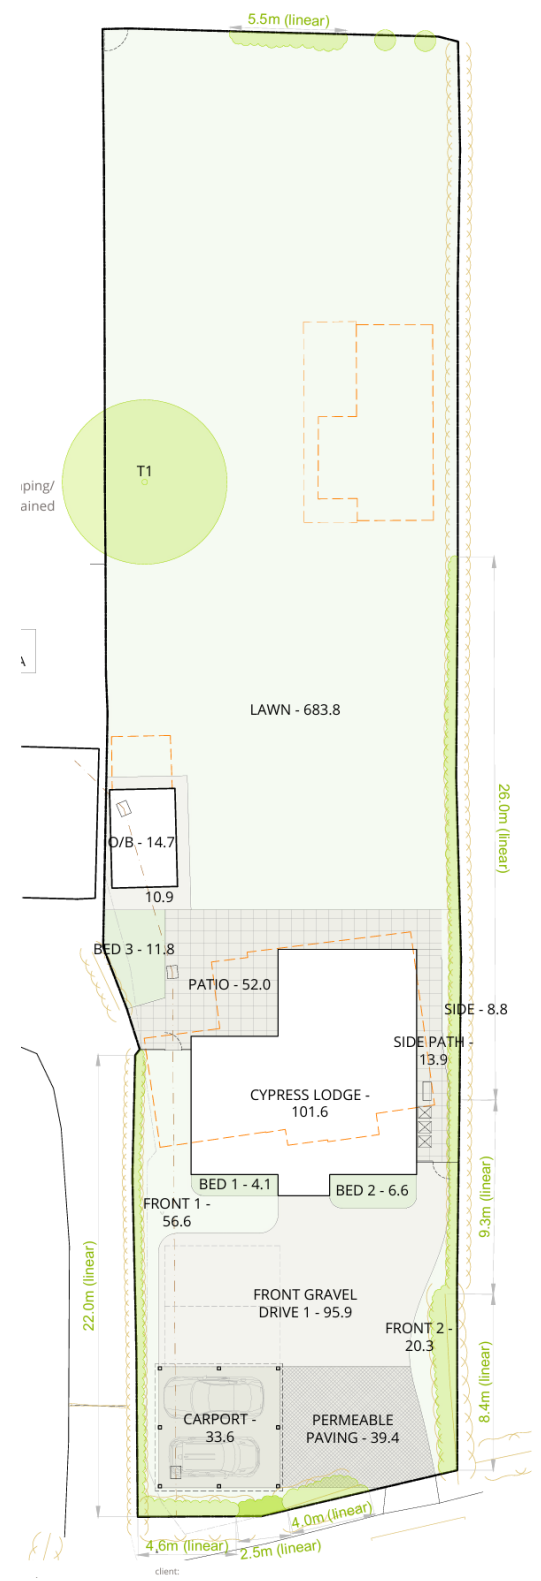 5.5m (linear)
T1
ping/
ained
A
LAWN - 683.8
26.0m (linear)
O/B - 14.7
10.9
BED 3 - 11.8
PATIO - 52.0
SIDE - 8.8
SIDE PATH -
13.9
CYPRESS LODGE -
101.6
BED 1 - 4.1
BED 2 - 6.6
FRONT 1 -
56.6
9.3m (linear)
22.0m (linear)
FRONT GRAVEL
DRIVE 1 - 95.9
FRONT 2 -
20.3
8.4m (linear)
CARPORT -
33.6
PERMEABLE
PAVING - 39.4
4.0m (linear)
4.6m (linear)
2.5m (linear)
client: